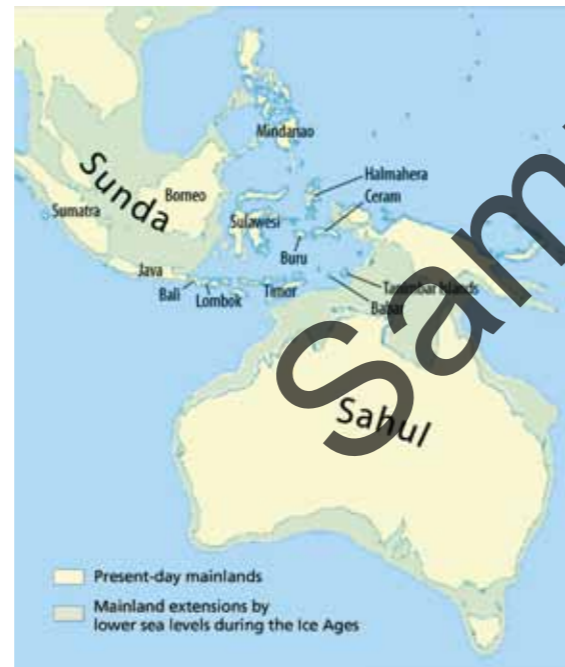 Mindanao
Halmahera
Ceram
Sunda
Borneo
Sumatra
Sulawesi
Buru
Java
Tanimbar Islands
Bali
Lombok
Timor
Babar
Sam
Sahul
Present-day mainlands
Mainland extensions by
lower sea levels during the Ice Ages